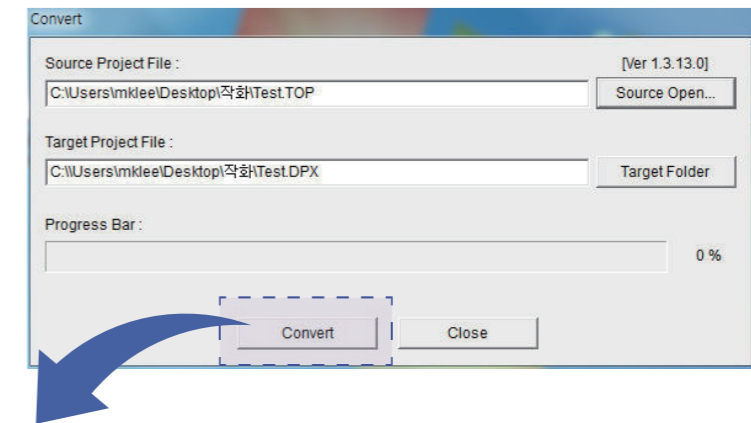 Convert
Source Project File :
[Ver 1.3.13.0]
C:\Users\mklee\Desktop\작화\Test.TOP
Source Open...
Target Project File :
C:\\Users\mklee\Desktop\작화\Test.DPX
Target Folder
Progress Bar :
0 %
Convert
Close